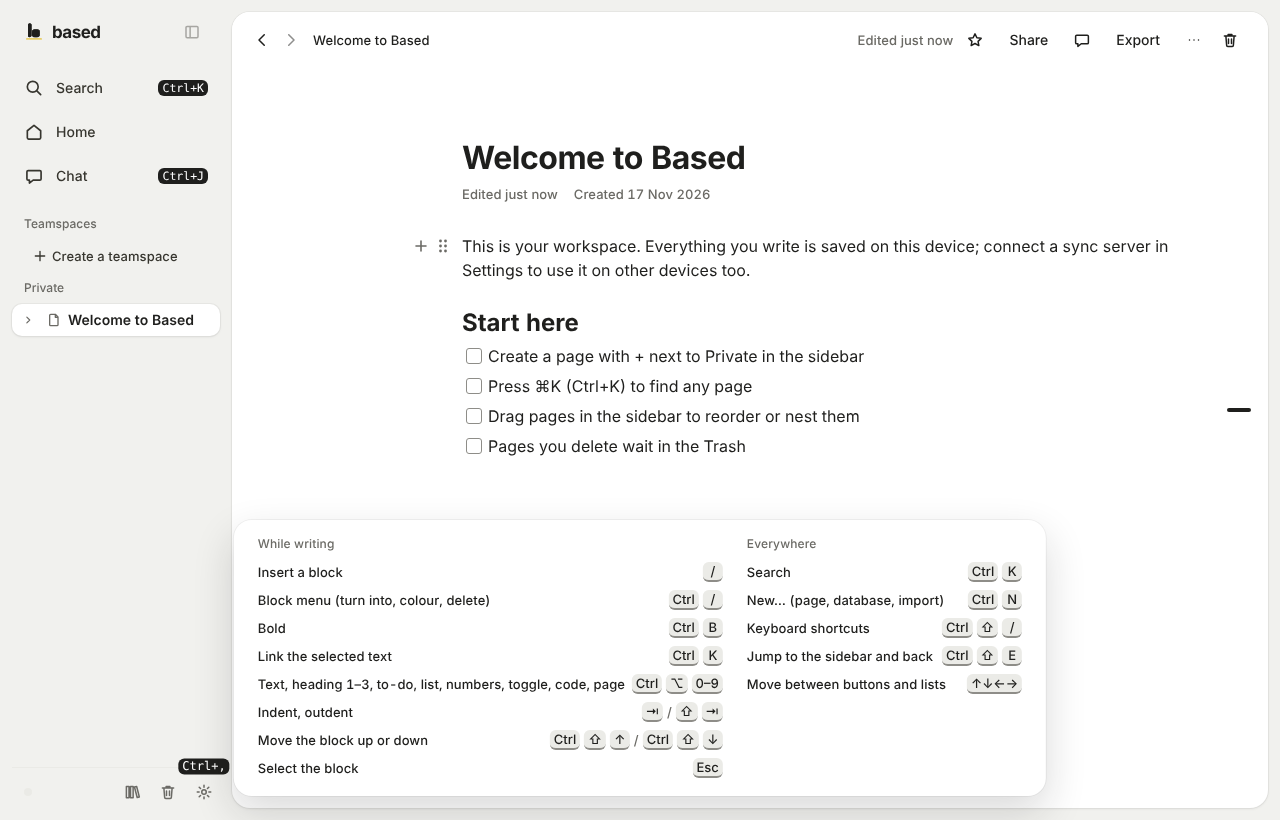 based
Search Ctrl+K
Home
Chat Ctrl+J
Teamspaces
+ Create a teamspace
Private
Welcome to Based
Ctrl+,
Welcome to Based
Edited just now
Share
Export
Welcome to Based
Edited just now Created 17 Nov 2026
This is your workspace. Everything you write is saved on this device; connect a sync server in
Settings to use it on other devices too.
Start here
Create a page with + next to Private in the sidebar
Press ⌘K (Ctrl+K) to find any page
Drag pages in the sidebar to reorder or nest them
Pages you delete wait in the Trash
While writing
Insert a block /
Block menu (turn into, colour, delete) Ctrl /
Bold Ctrl B
Link the selected text Ctrl K
Text, heading 1–3, to-do, list, numbers, toggle, code, page Ctrl ⌥ 0–9
Indent, outdent ⇥ / ⇧ ⇥
Move the block up or down Ctrl ⇧ ↑ / Ctrl ⇧ ↓
Select the block Esc
Everywhere
Search Ctrl K
New… (page, database, import) Ctrl N
Keyboard shortcuts Ctrl ⇧ /
Jump to the sidebar and back Ctrl ⇧ E
Move between buttons and lists ↑↓←→